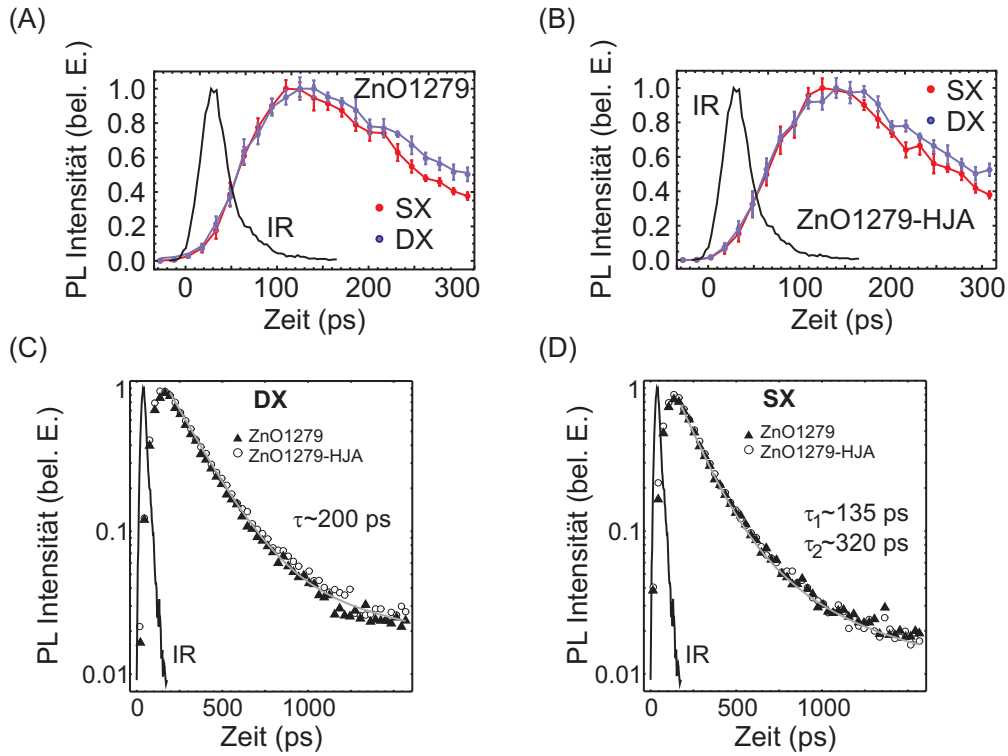 (A)
PL Intensität (bel. E.)
1.0
0.8
0.6
0.4
0.2
0.0
ZnO1279
SX
DX
IR
0
100
200
300
Zeit (ps)
(B)
PL Intensität (bel. E.)
1.0
0.8
0.6
0.4
0.2
0.0
IR
SX
DX
ZnO1279-HJA
0
100
200
300
Zeit (ps)
(C)
PL Intensität (bel. E.)
1
0.1
0.01
DX
ZnO1279
ZnO1279-HJA
τ~200 ps
IR
0
500
1000
Zeit (ps)
(D)
PL Intensität (bel. E.)
1
0.1
0.01
SX
ZnO1279
ZnO1279-HJA
τ₁~135 ps
τ₂~320 ps
IR
0
500
1000
Zeit (ps)